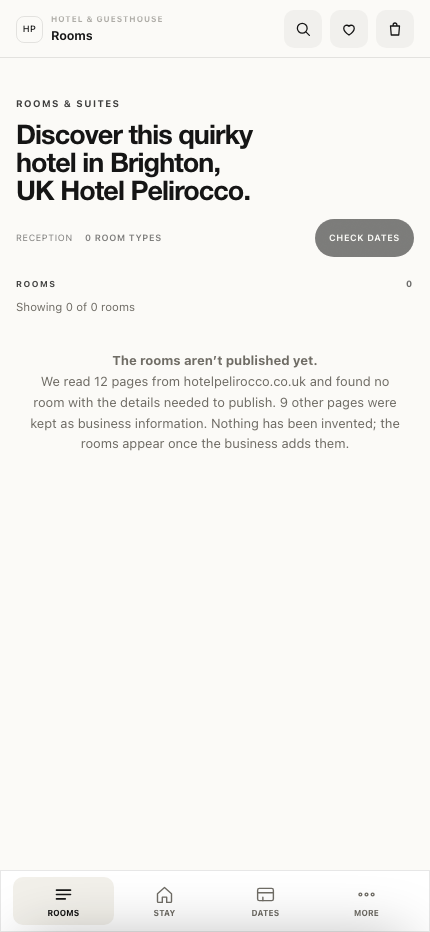 HP
HOTEL & GUESTHOUSE
Rooms
ROOMS & SUITES
Discover this quirky
hotel in Brighton,
UK Hotel Pelirocco.
RECEPTION 0 ROOM TYPES
CHECK DATES
ROOMS 0
Showing 0 of 0 rooms
The rooms aren’t published yet.
We read 12 pages from hotelpelirocco.co.uk and found no
room with the details needed to publish. 9 other pages were
kept as business information. Nothing has been invented; the
rooms appear once the business adds them.
ROOMS STAY DATES MORE